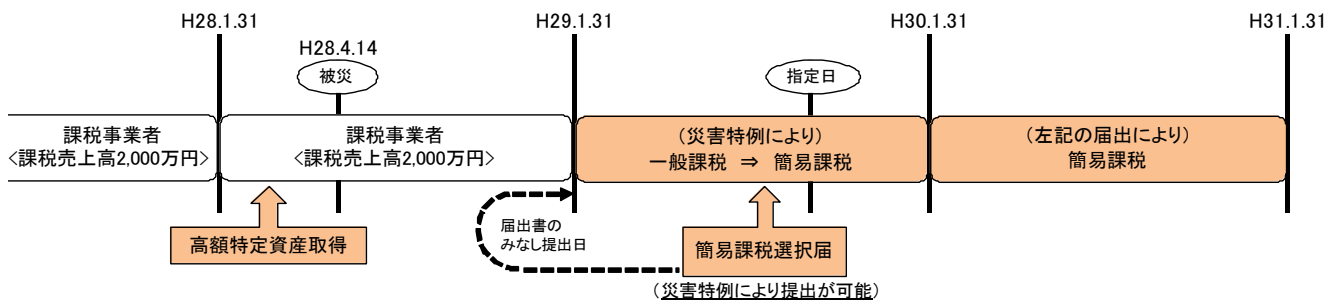 H28.1.31
H29.1.31
H30.1.31
H31.1.31
H28.4.14
被災
指定日
課税事業者
<課税売上高2,000万円>
課税事業者
<課税売上高2,000万円>
(災害特例により)
一般課税 ⇒ 簡易課税
(左記の届出により)
簡易課税
高額特定資産取得
届出書の
みなし提出日
簡易課税選択届
(災害特例により提出が可能)